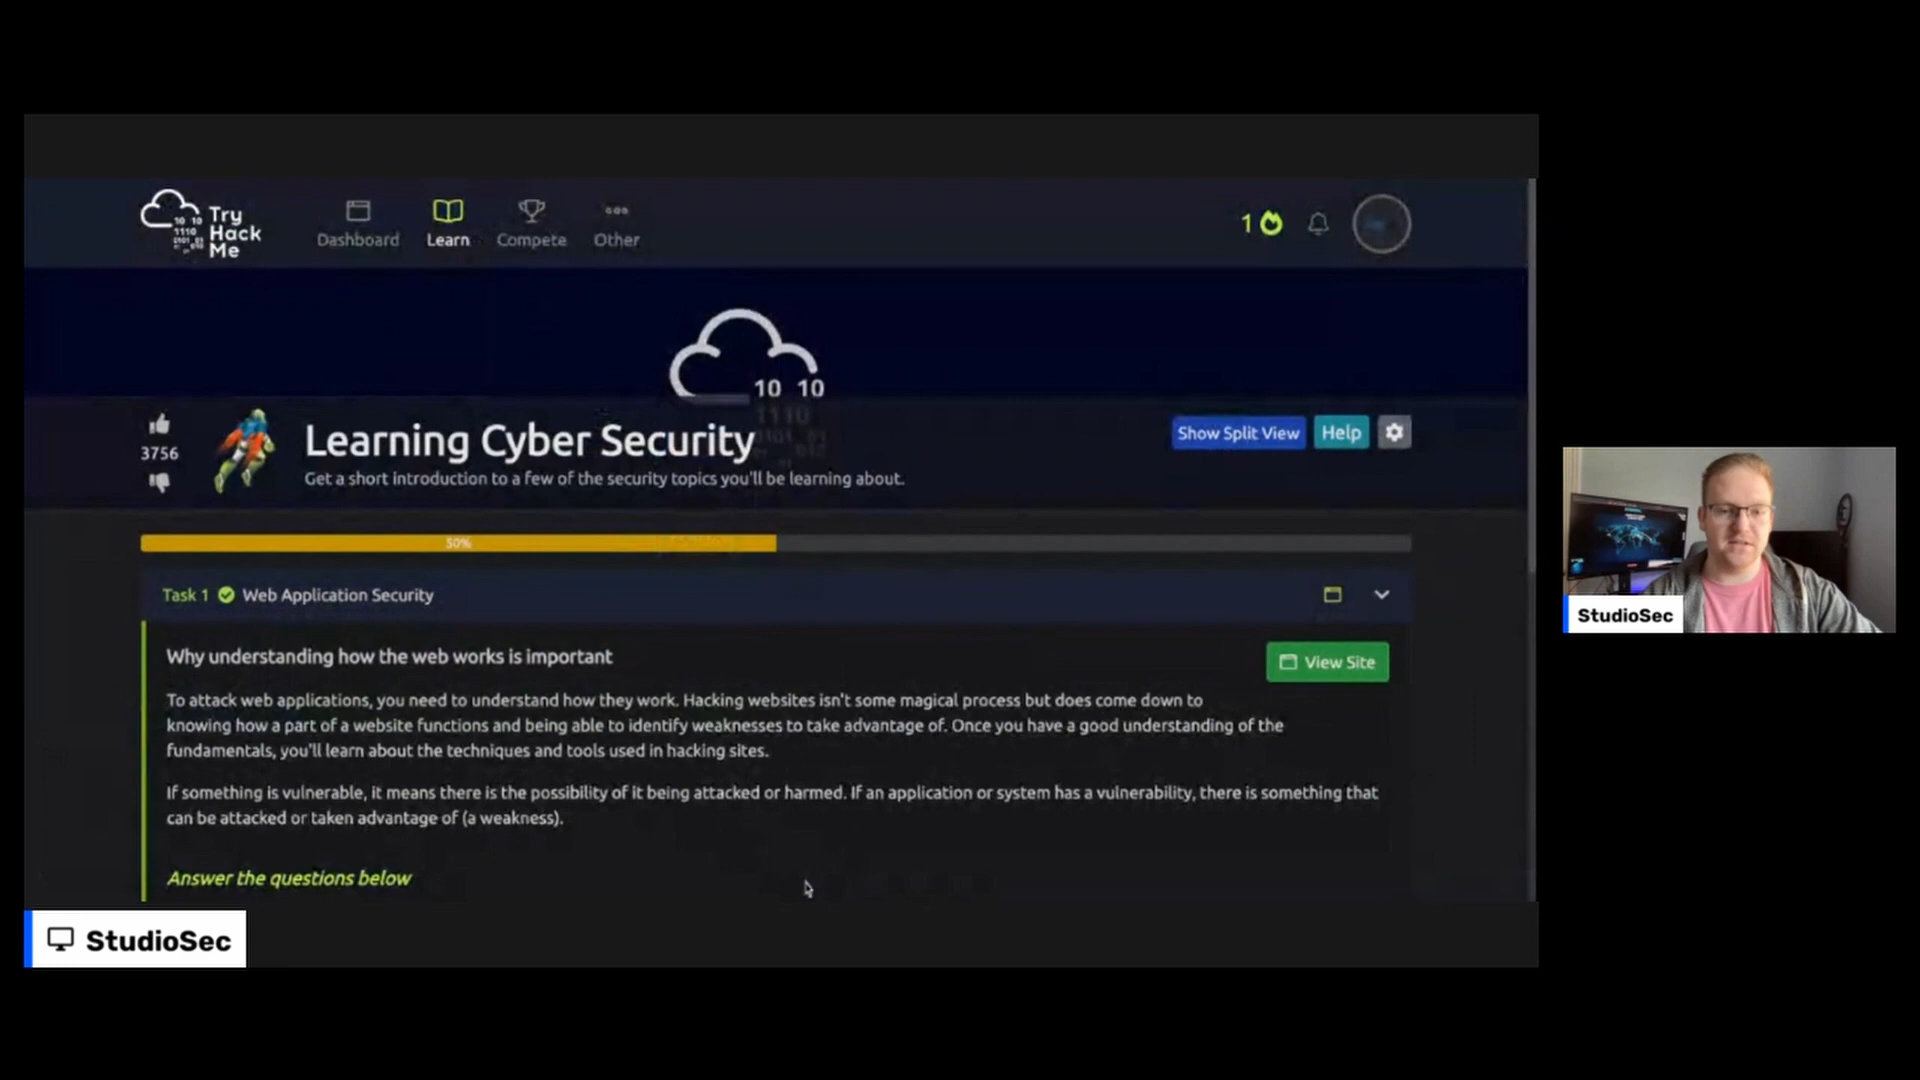 Try
Hack
Me
10 10
1110
Dashboard
Learn
Compete
Other
1
10 10
1110
3756
Learning Cyber Security
Get a short introduction to a few of the security topics you'll be learning about.
Show Split View
Help
50%
Task 1 Web Application Security
Why understanding how the web works is important
View Site
To attack web applications, you need to understand how they work. Hacking websites isn't some magical process but does come down to
knowing how a part of a website functions and being able to identify weaknesses to take advantage of. Once you have a good understanding of the
fundamentals, you'll learn about the techniques and tools used in hacking sites.
If something is vulnerable, it means there is the possibility of it being attacked or harmed. If an application or system has a vulnerability, there is something that
can be attacked or taken advantage of (a weakness).
Answer the questions below
StudioSec
StudioSec